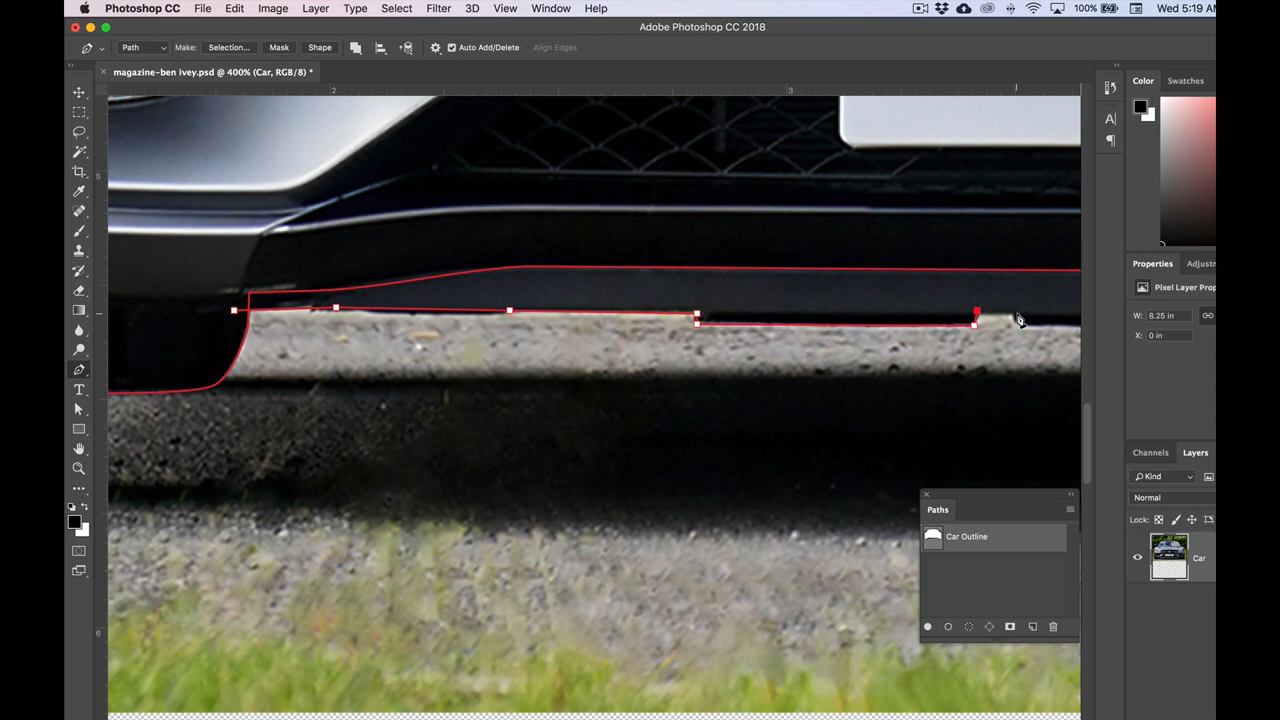 Photoshop CC File Edit Image Layer Type Select Filter 3D View Window Help 100% Wed 5:19 AM
Adobe Photoshop CC 2018
Path Make: Selection... Mask Shape Auto Add/Delete Align Edges
magazine-ben ivey.psd @ 400% (Car, RGB/8) *
Color Swatches
2 3
5
6
Properties Adjustm
Pixel Layer Prop
W: 8.25 in
X: 0 in
Channels Layers
Kind
Normal
Lock:
Car
Paths
Car Outline